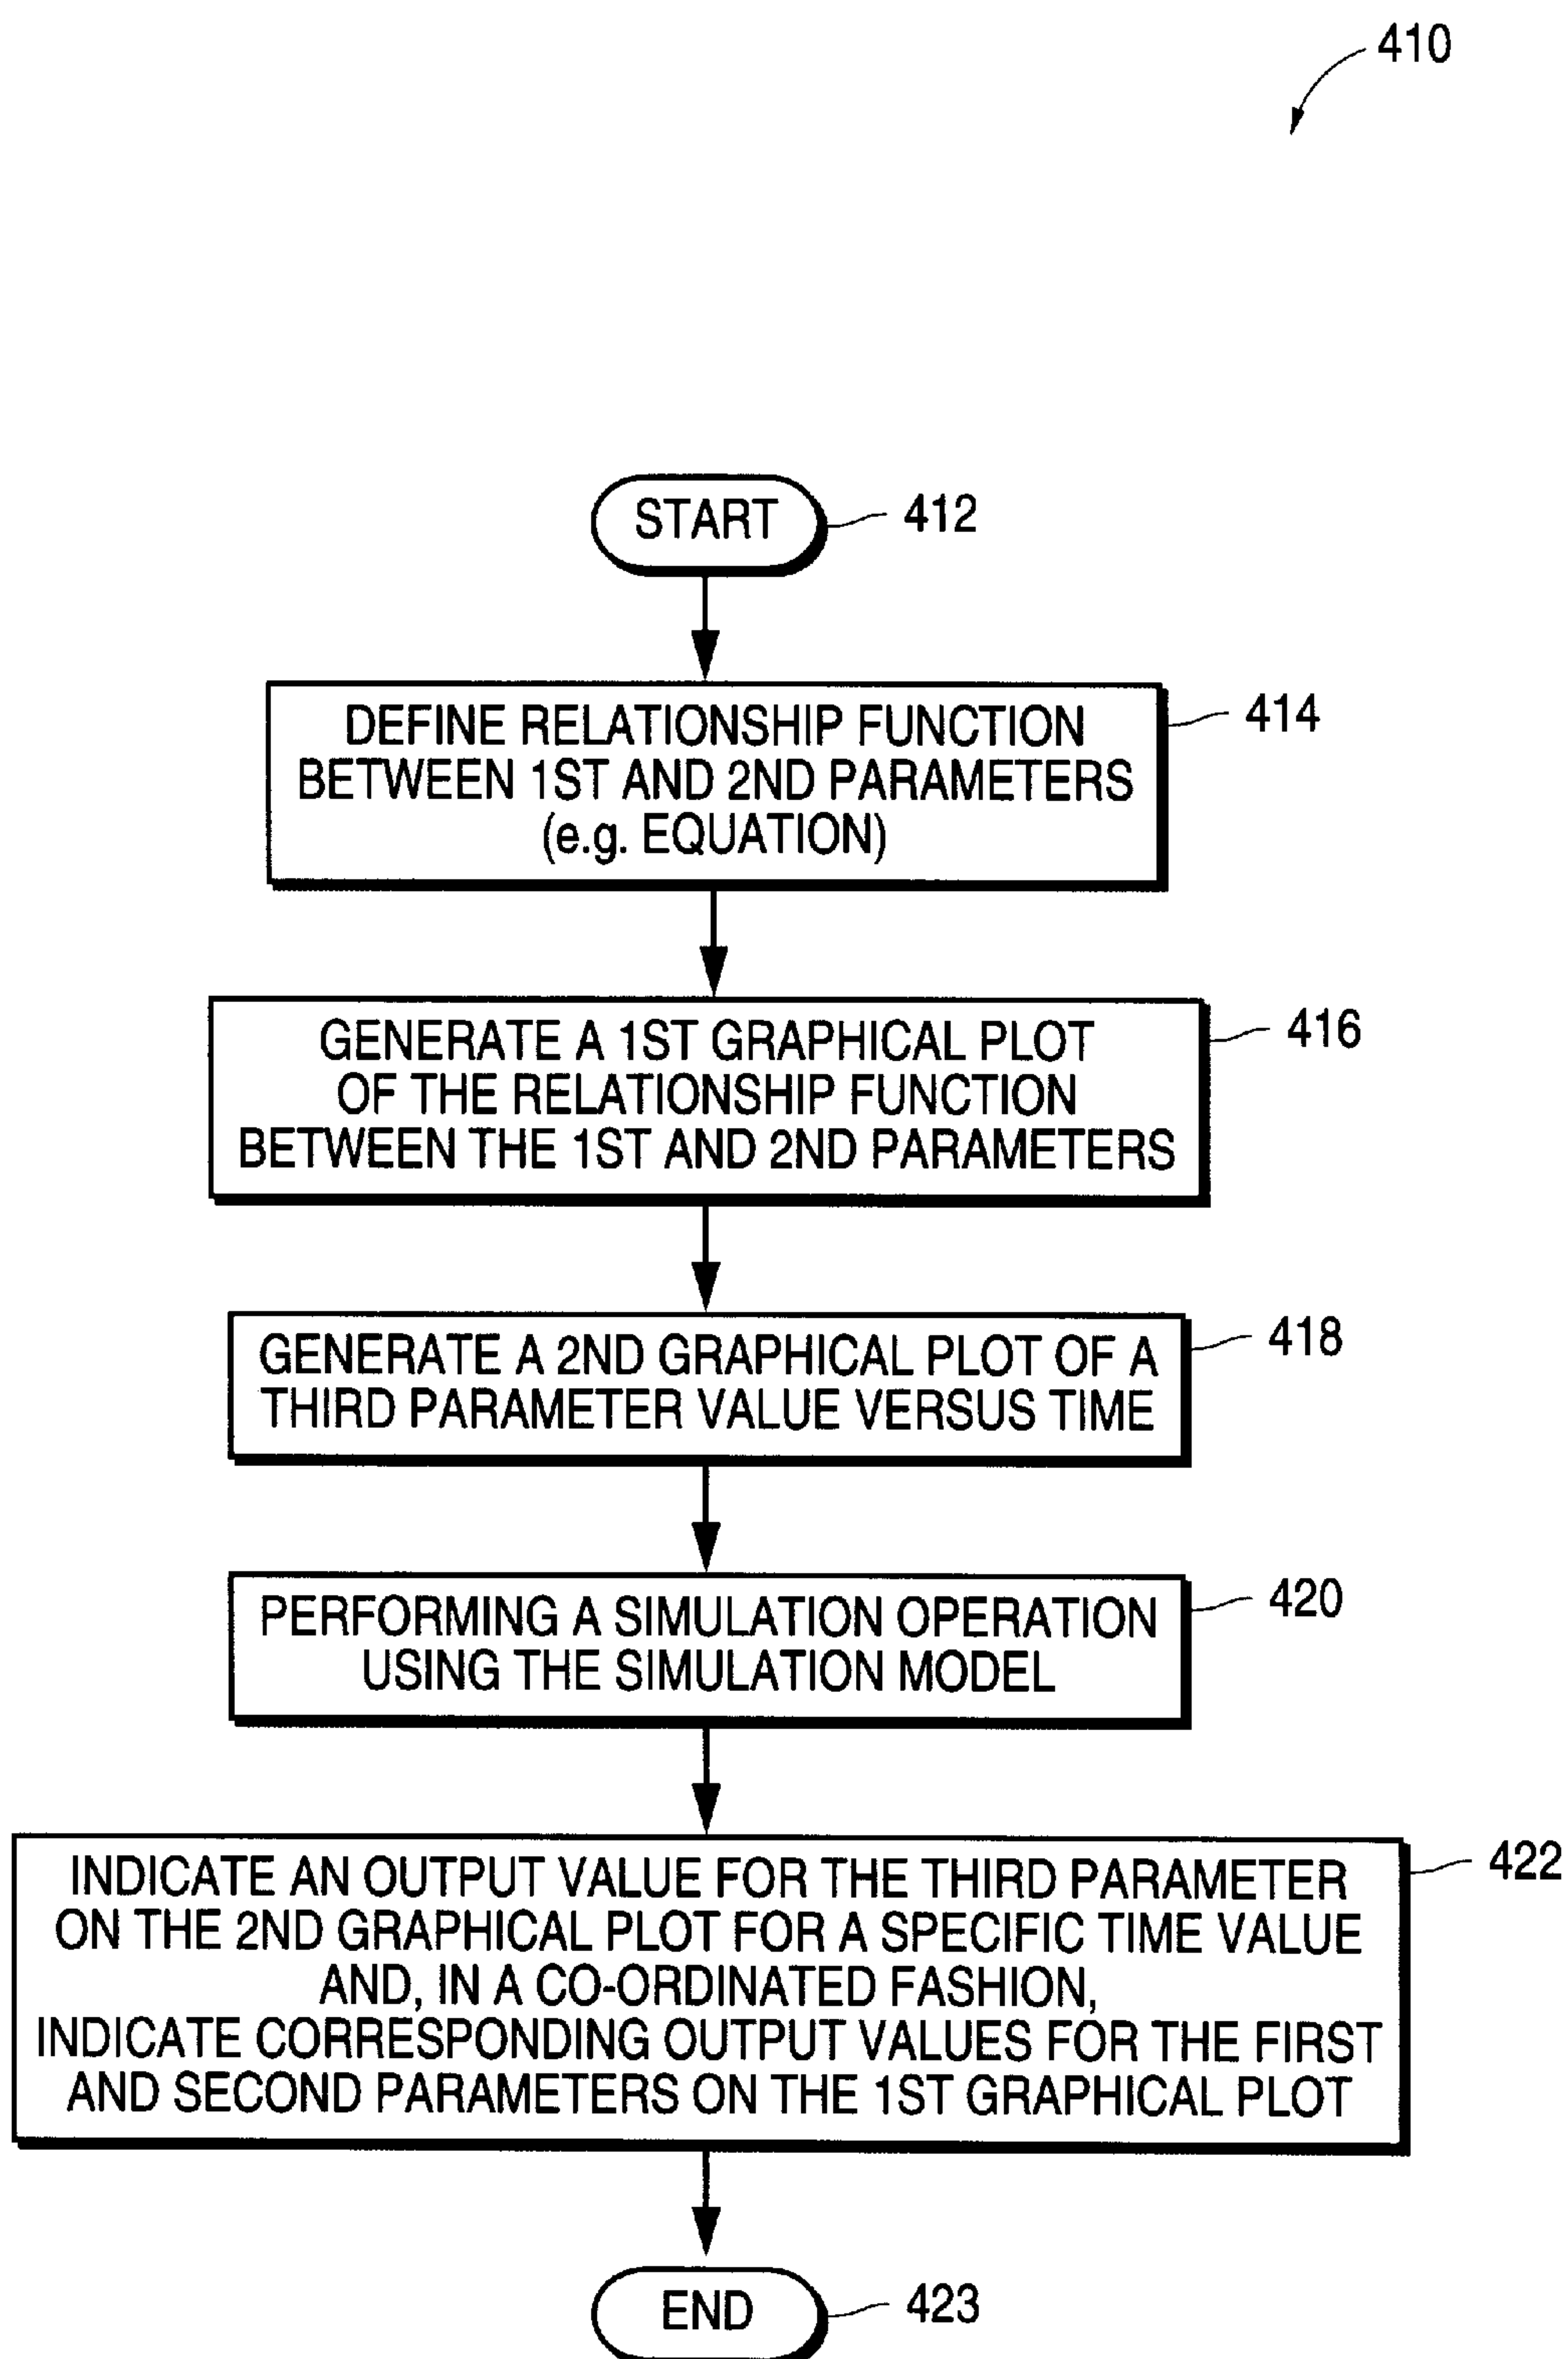 410
START
412
DEFINE RELATIONSHIP FUNCTION
BETWEEN 1ST AND 2ND PARAMETERS
(e.g. EQUATION)
414
GENERATE A 1ST GRAPHICAL PLOT
OF THE RELATIONSHIP FUNCTION
BETWEEN THE 1ST AND 2ND PARAMETERS
416
GENERATE A 2ND GRAPHICAL PLOT OF A
THIRD PARAMETER VALUE VERSUS TIME
418
PERFORMING A SIMULATION OPERATION
USING THE SIMULATION MODEL
420
INDICATE AN OUTPUT VALUE FOR THE THIRD PARAMETER
ON THE 2ND GRAPHICAL PLOT FOR A SPECIFIC TIME VALUE
AND, IN A CO-ORDINATED FASHION,
INDICATE CORRESPONDING OUTPUT VALUES FOR THE FIRST
AND SECOND PARAMETERS ON THE 1ST GRAPHICAL PLOT
422
END
423